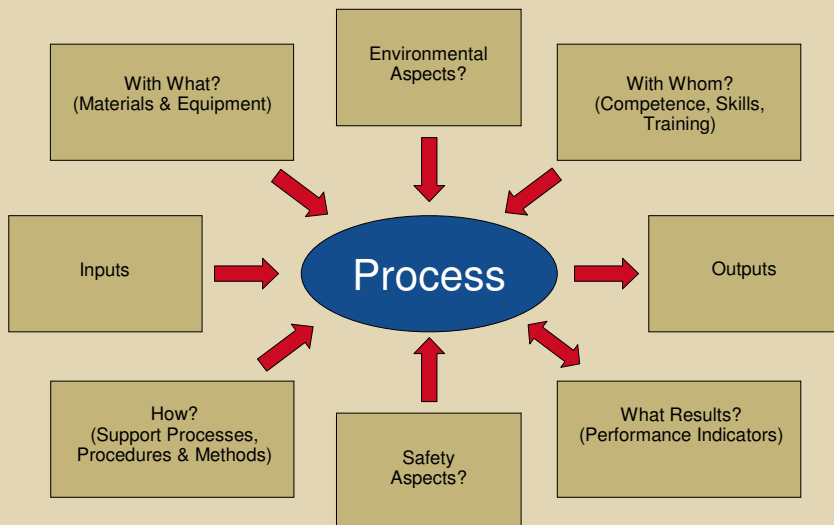 With What?
(Materials & Equipment)
Environmental
Aspects?
With Whom?
(Competence, Skills,
Training)
Inputs
Process
Outputs
How?
(Support Processes,
Procedures & Methods)
Safety
Aspects?
What Results?
(Performance Indicators)